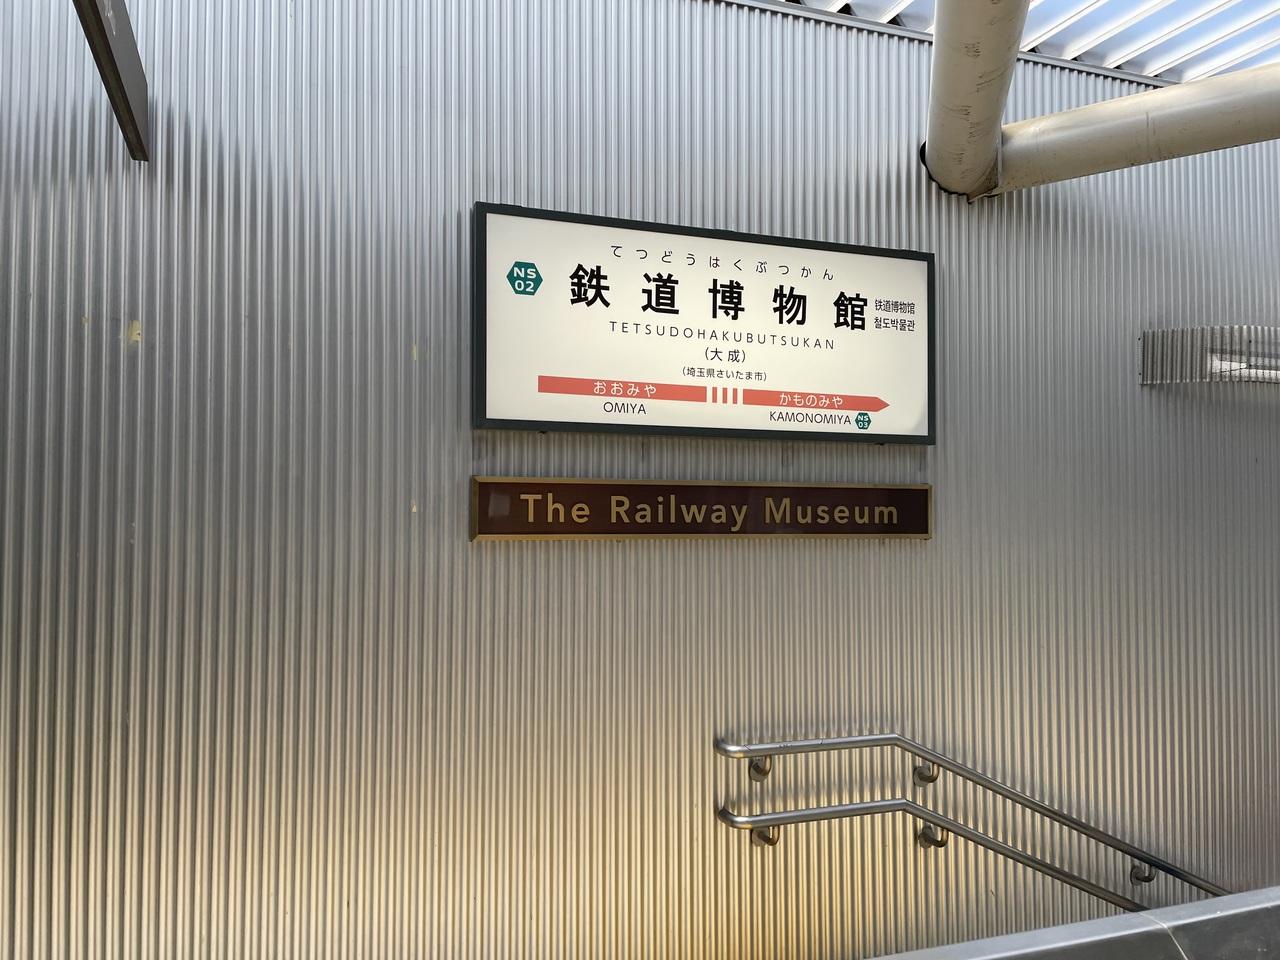 てつどうはくぶつかん
NS
02
鉄道博物館
铁道博物馆
철도박물관
TETSUDOHAKUBUTSUKAN
(大成)
(埼玉県さいたま市)
おおみや
かものみや
OMIYA
KAMONOMIYA
NS
03
The Railway Museum